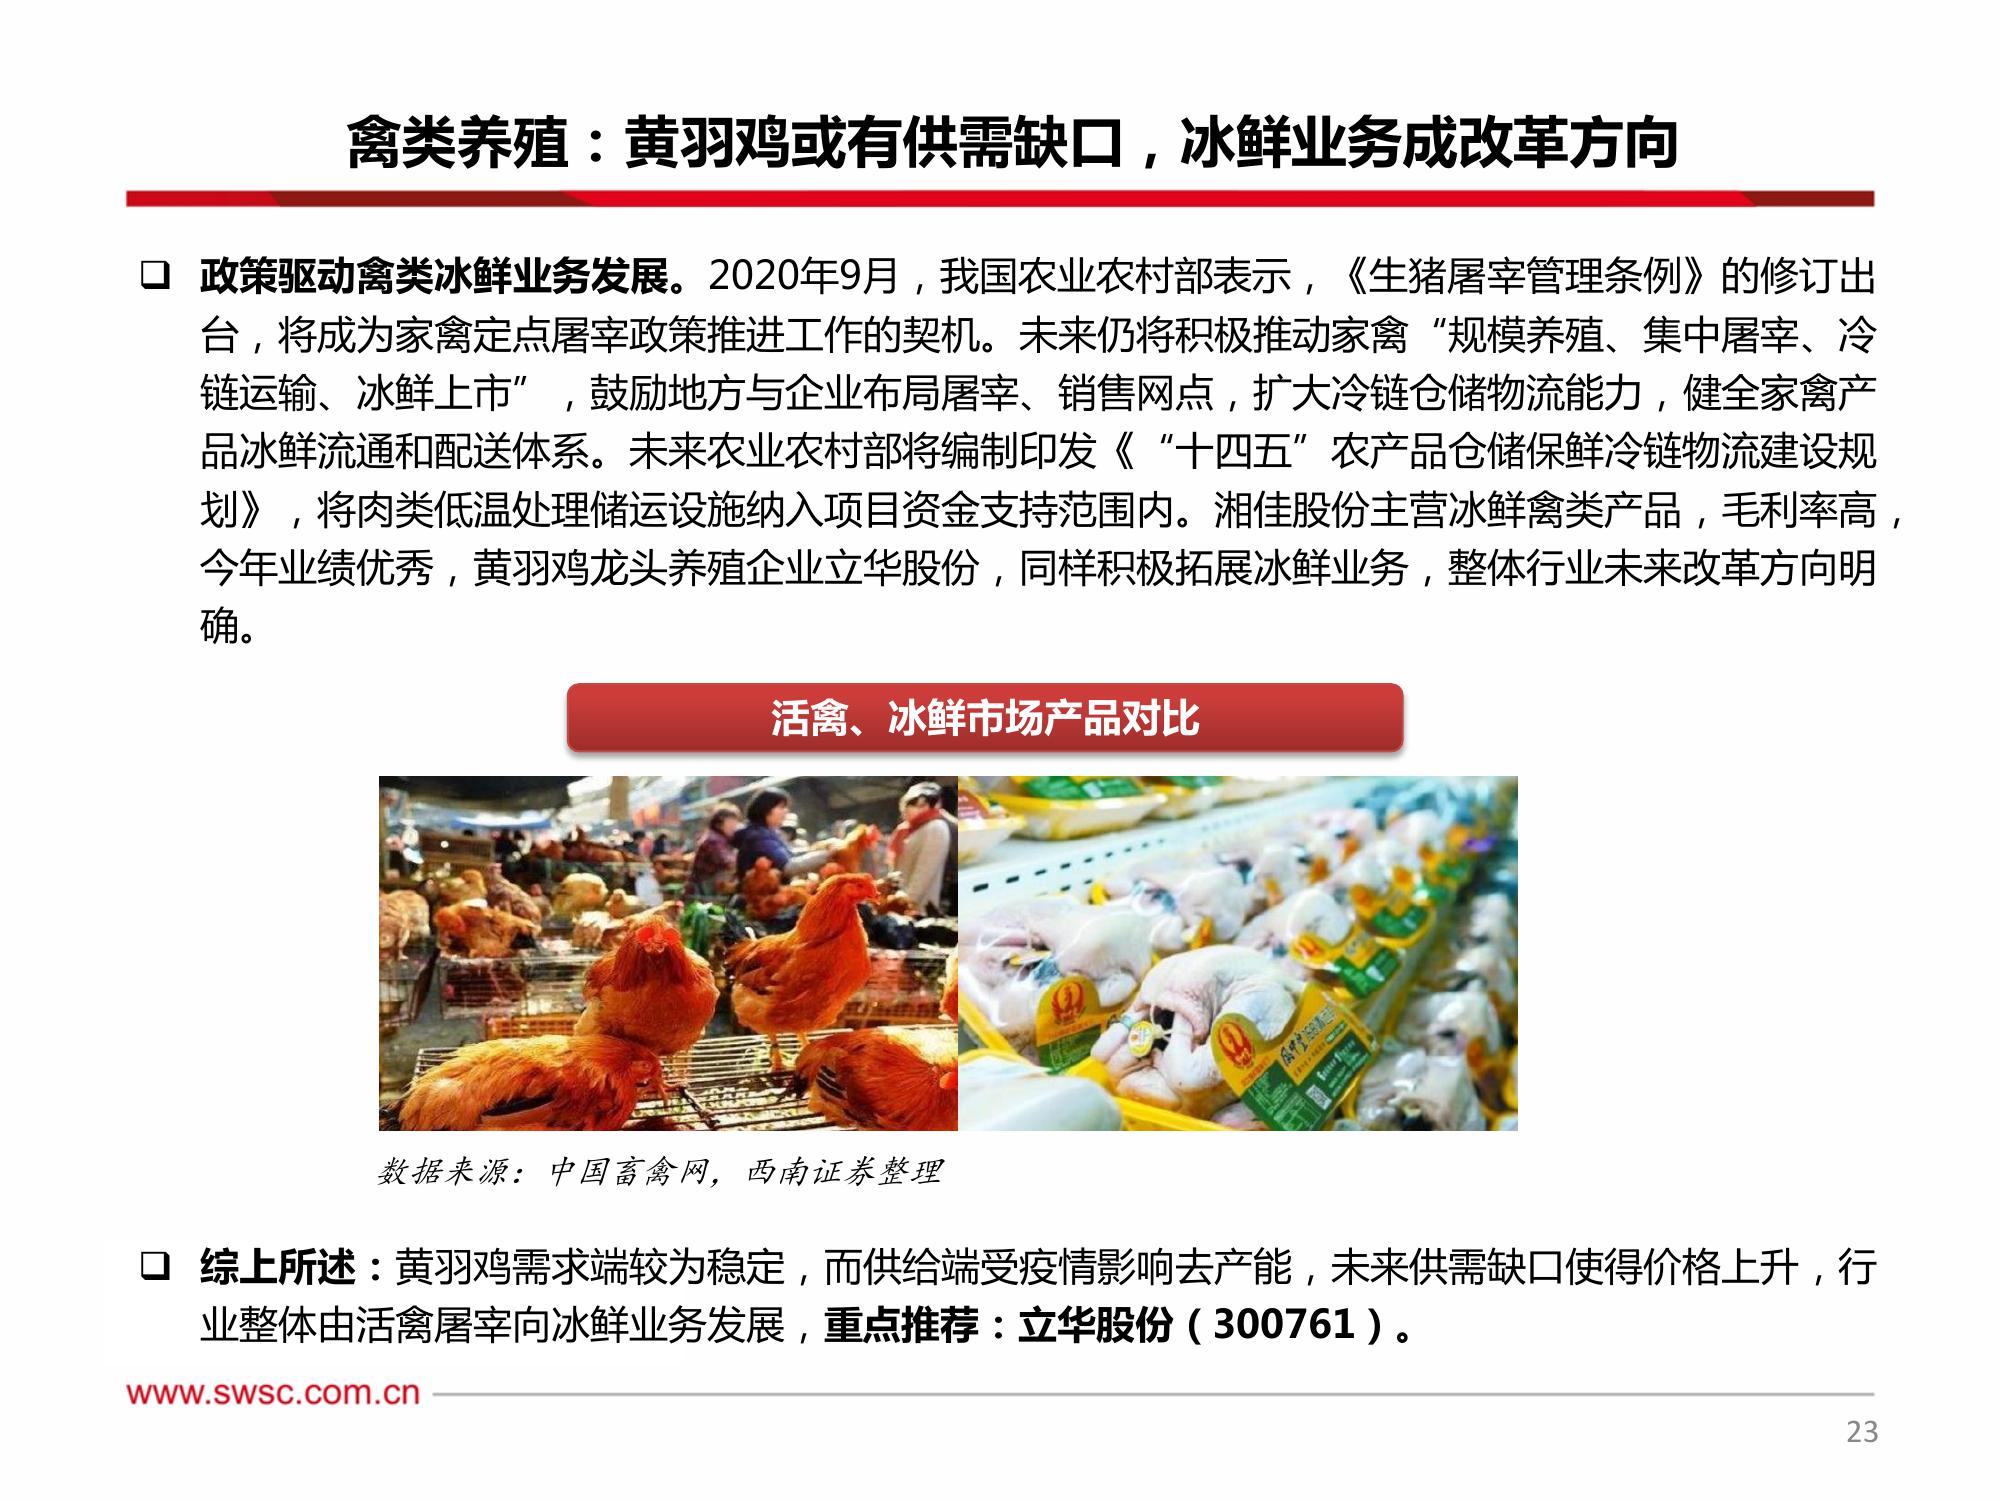 禽类养殖：黄羽鸡或有供需缺口，冰鲜业务成改革方向
❑ 政策驱动禽类冰鲜业务发展。2020年9月，我国农业农村部表示，《生猪屠宰管理条例》的修订出
台，将成为家禽定点屠宰政策推进工作的契机。未来仍将积极推动家禽“规模养殖、集中屠宰、冷
链运输、冰鲜上市”，鼓励地方与企业布局屠宰、销售网点，扩大冷链仓储物流能力，健全家禽产
品冰鲜流通和配送体系。未来农业农村部将编制印发《“十四五”农产品仓储保鲜冷链物流建设规
划》，将肉类低温处理储运设施纳入项目资金支持范围内。湘佳股份主营冰鲜禽类产品，毛利率高，
今年业绩优秀，黄羽鸡龙头养殖企业立华股份，同样积极拓展冰鲜业务，整体行业未来改革方向明
确。
活禽、冰鲜市场产品对比
数据来源：中国畜禽网，西南证券整理
❑ 综上所述：黄羽鸡需求端较为稳定，而供给端受疫情影响去产能，未来供需缺口使得价格上升，行
业整体由活禽屠宰向冰鲜业务发展，重点推荐：立华股份（300761）。
www.swsc.com.cn
23